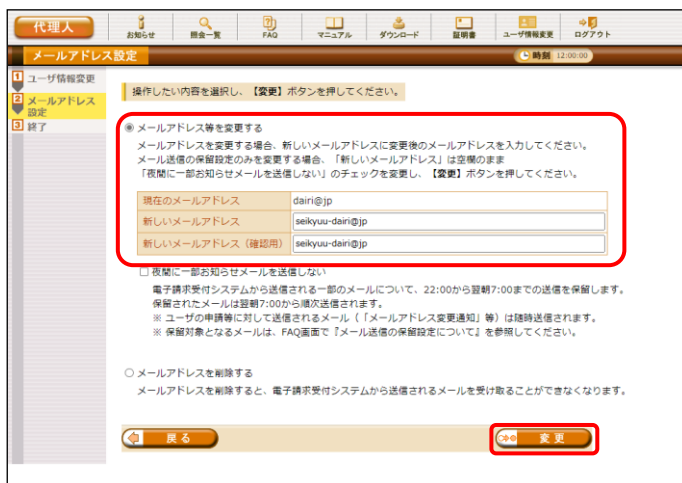 代理人
お知らせ
照会一覧
FAQ
マニュアル
ダウンロード
証明書
ユーザ情報変更
ログアウト
メールアドレス設定
時刻 12:00:00
1 ユーザ情報変更
2 メールアドレス
設定
3 終了
操作したい内容を選択し、【変更】ボタンを押してください。
メールアドレス等を変更する
メールアドレスを変更する場合、新しいメールアドレスに変更後のメールアドレスを入力してください。
メール送信の保留設定のみを変更する場合、「新しいメールアドレス」は空欄のまま
「夜間に一部お知らせメールを送信しない」のチェックを変更し、【変更】ボタンを押してください。
現在のメールアドレス dairi@jp
新しいメールアドレス seikyuu-dairi@jp
新しいメールアドレス(確認用) seikyuu-dairi@jp
夜間に一部お知らせメールを送信しない
電子請求受付システムから送信される一部のメールについて、22:00から翌朝7:00までの送信を保留します。
保留されたメールは翌朝7:00から順次送信されます。
※ ユーザの申請等に対して送信されるメール(「メールアドレス変更通知」等)は随時送信されます。
※ 保留対象となるメールは、FAQ画面で『メール送信の保留設定について』を参照してください。
メールアドレスを削除する
メールアドレスを削除すると、電子請求受付システムから送信されるメールを受け取ることができなくなります。
戻る
変更